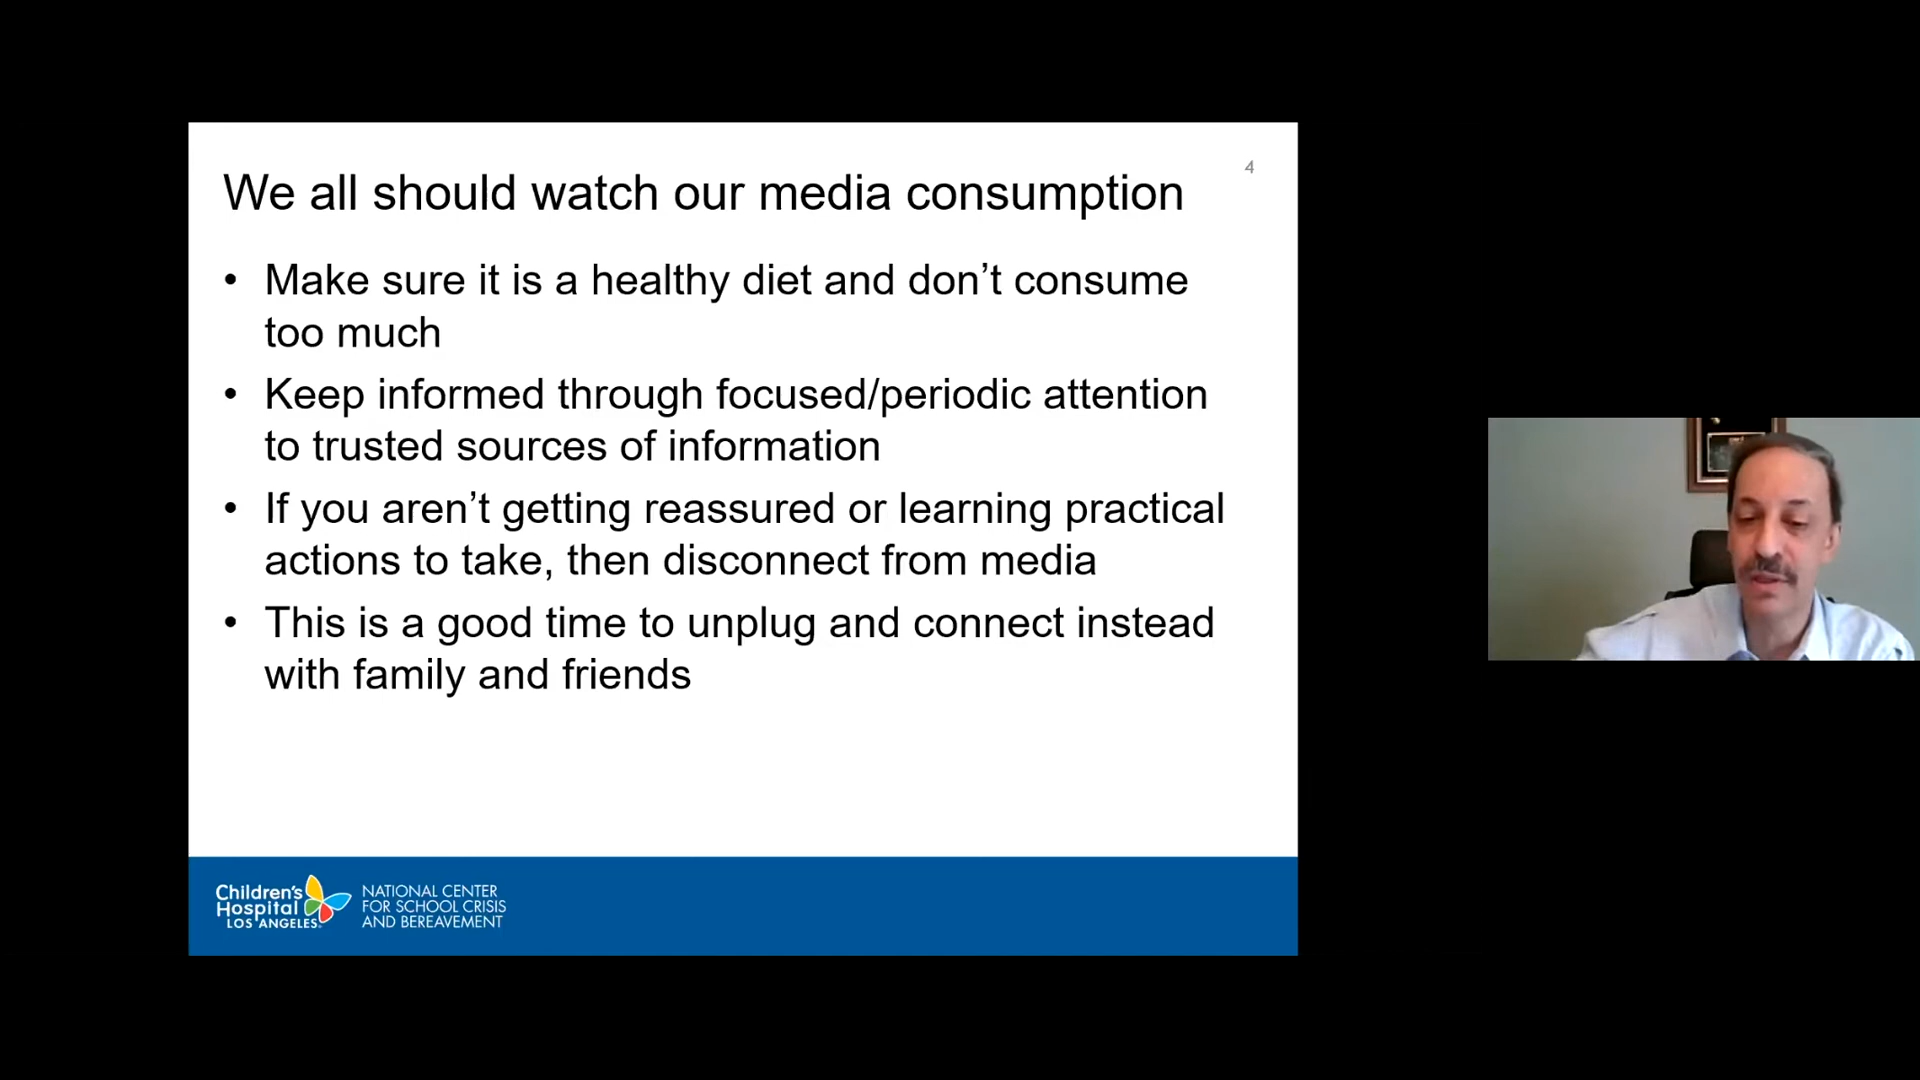 4
We all should watch our media consumption
• Make sure it is a healthy diet and don’t consume
too much
• Keep informed through focused/periodic attention
to trusted sources of information
• If you aren’t getting reassured or learning practical
actions to take, then disconnect from media
• This is a good time to unplug and connect instead
with family and friends
Children's
Hospital
LOS ANGELES
NATIONAL CENTER
FOR SCHOOL CRISIS
AND BEREAVEMENT